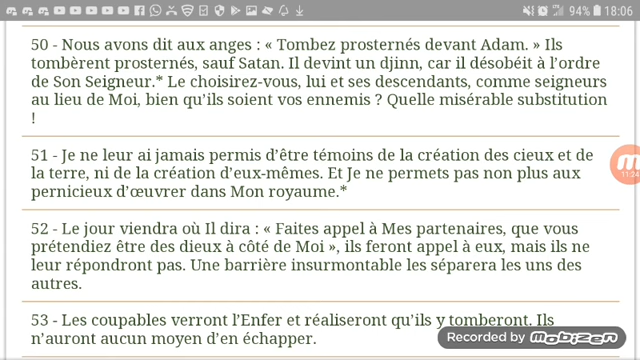 94% 18:06
50 - Nous avons dit aux anges : « Tombez prosternés devant Adam. » Ils
tombèrent prosternés, sauf Satan. Il devint un djinn, car il désobéit à l’ordre
de Son Seigneur.* Le choisirez-vous, lui et ses descendants, comme seigneurs
au lieu de Moi, bien qu’ils soient vos ennemis ? Quelle misérable substitution
!
51 - Je ne leur ai jamais permis d’être témoins de la création des cieux et de
la terre, ni de la création d’eux-mêmes. Et Je ne permets pas non plus aux
pernicieux d’œuvrer dans Mon royaume.*
11:24
52 - Le jour viendra où Il dira : « Faites appel à Mes partenaires, que vous
prétendiez être des dieux à côté de Moi », ils feront appel à eux, mais ils ne
leur répondront pas. Une barrière insurmontable les séparera les uns des
autres.
53 - Les coupables verront l’Enfer et réaliseront qu’ils y tomberont. Ils
n’auront aucun moyen d’en échapper.
Recorded by mobizen